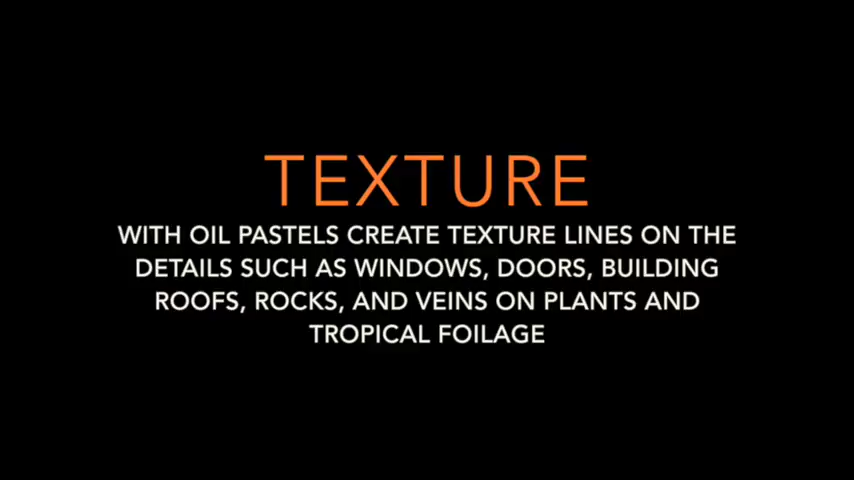 TEXTURE
WITH OIL PASTELS CREATE TEXTURE LINES ON THE
DETAILS SUCH AS WINDOWS, DOORS, BUILDING
ROOFS, ROCKS, AND VEINS ON PLANTS AND
TROPICAL FOILAGE